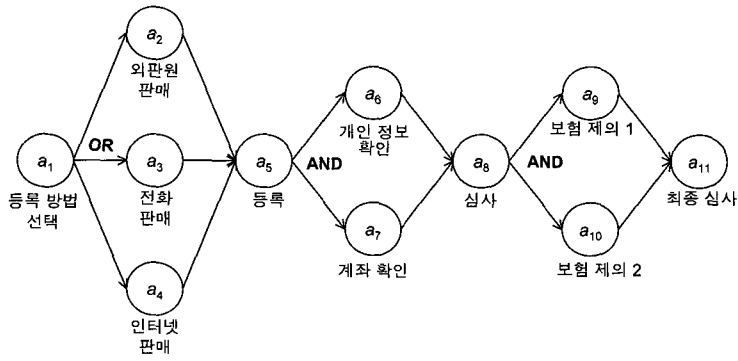 a₂
외판원
판매
a₁
등록 방법
선택
OR
a₃
전화
판매
a₄
인터넷
판매
a₅
등록
AND
a₆
개인 정보
확인
a₇
계좌 확인
a₈
심사
AND
a₉
보험 제의 1
a₁₀
보험 제의 2
a₁₁
최종 심사